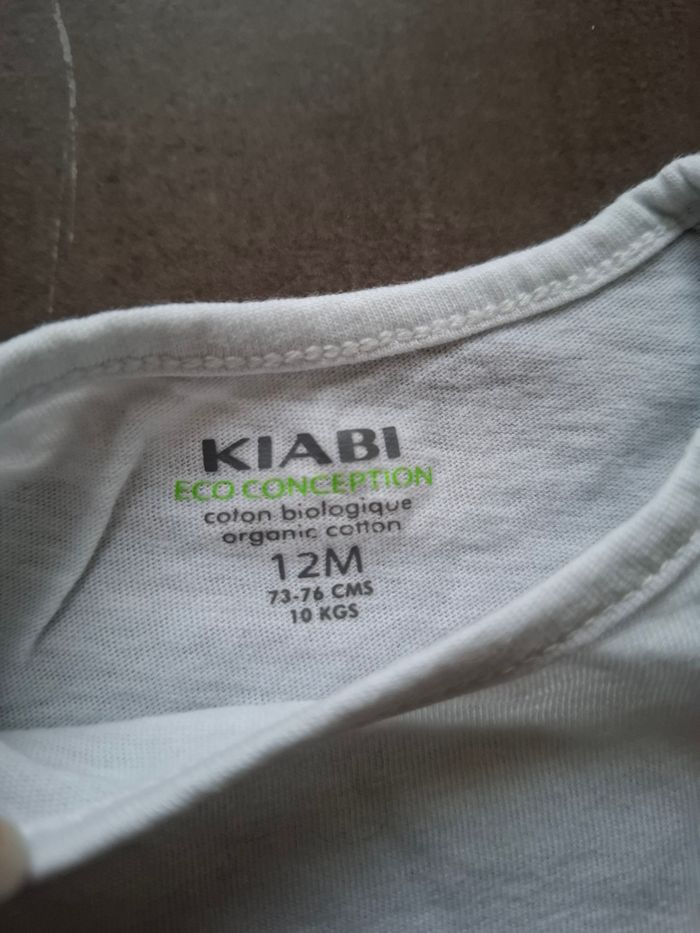 KIABI
ECO CONCEPTION
coton biologique
organic cotton
12M
73-76 CMS
10 KGS